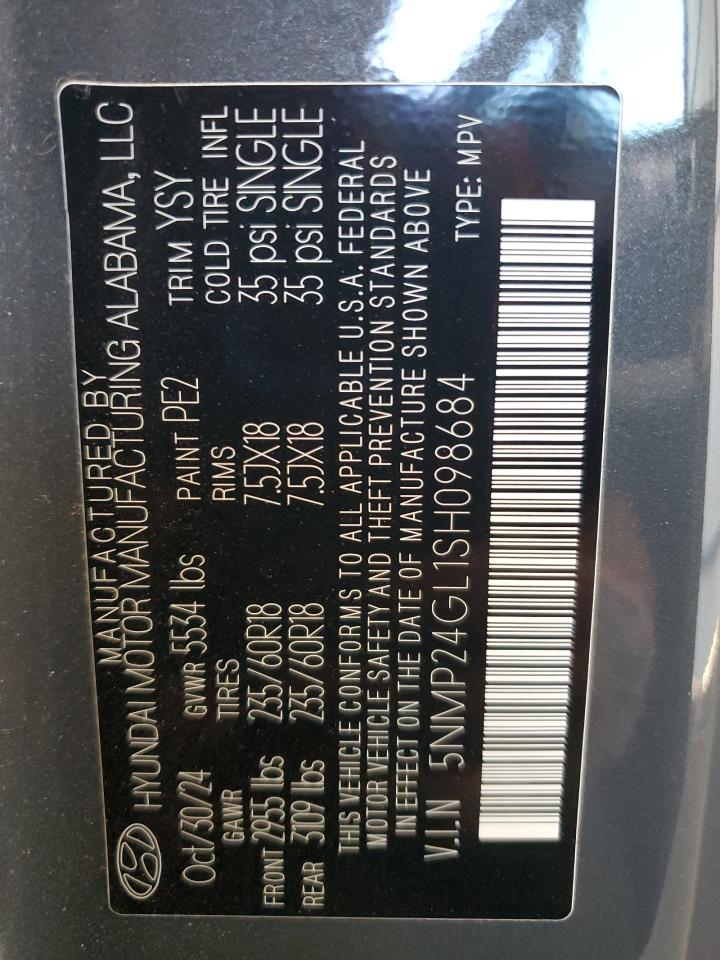 MANUFACTURED BY
HYUNDAI MOTOR MANUFACTURING ALABAMA, LLC
Oct/30/24 GVWR 5534 lbs PAINT PE2 TRIM YSY
GAWR TIRES RIMS COLD TIRE INFL
FRONT 2955 lbs 235/60R18 7.5JX18 35 psi SINGLE
REAR 3109 lbs 235/60R18 7.5JX18 35 psi SINGLE
THIS VEHICLE CONFORMS TO ALL APPLICABLE U.S.A. FEDERAL
MOTOR VEHICLE SAFETY AND THEFT PREVENTION STANDARDS
IN EFFECT ON THE DATE OF MANUFACTURE SHOWN ABOVE
V.I.N 5NMP24GL1SH098684 TYPE: MPV